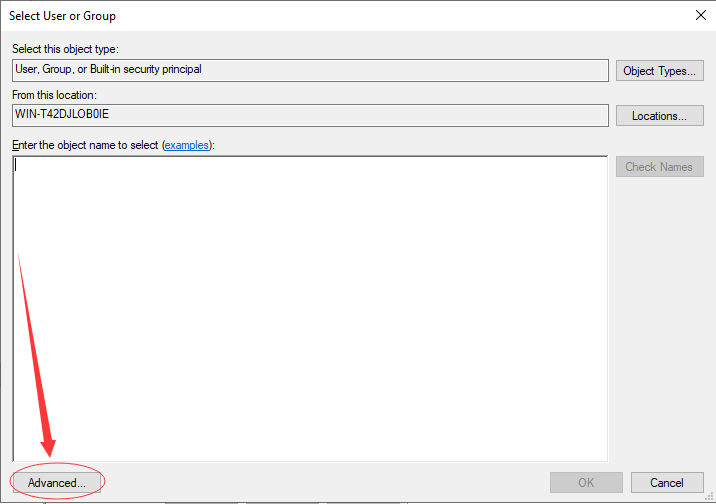 Select User or Group
Select this object type:
User, Group, or Built-in security principal
Object Types...
From this location:
WIN-T42DJLOB0IE
Locations...
Enter the object name to select (examples):
Check Names
Advanced...
OK
Cancel